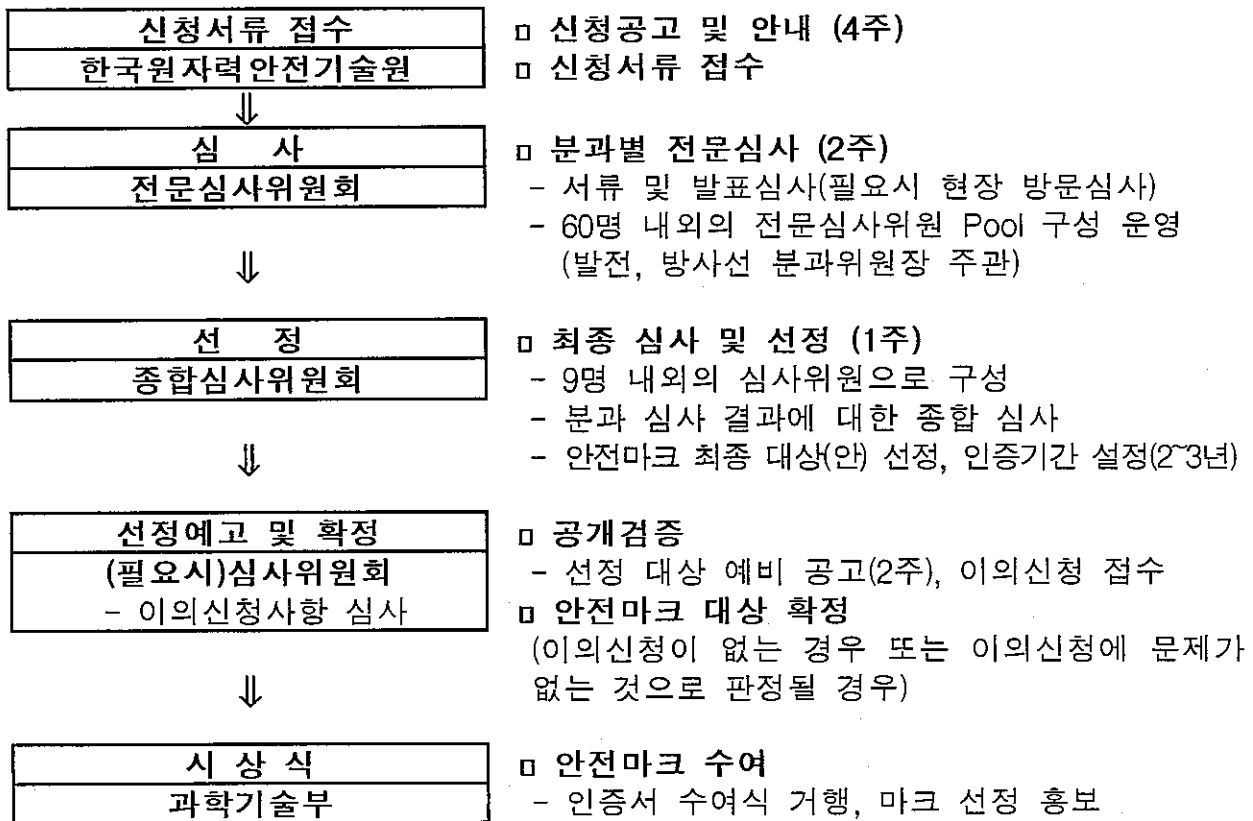 신청서류 접수
한국원자력안전기술원
□ 신청공고 및 안내 (4주)
□ 신청서류 접수
⇓
심 사
전문심사위원회
□ 분과별 전문심사 (2주)
- 서류 및 발표심사(필요시 현장 방문심사)
- 60명 내외의 전문심사위원 Pool 구성 운영
(발전, 방사선 분과위원장 주관)
⇓
선 정
종합심사위원회
□ 최종 심사 및 선정 (1주)
- 9명 내외의 심사위원으로 구성
- 분과 심사 결과에 대한 종합 심사
- 안전마크 최종 대상(안) 선정, 인증기간 설정(2~3년)
⇓
선정예고 및 확정
(필요시)심사위원회
- 이의신청사항 심사
□ 공개검증
- 선정 대상 예비 공고(2주), 이의신청 접수
□ 안전마크 대상 확정
(이의신청이 없는 경우 또는 이의신청에 문제가
없는 것으로 판정될 경우)
⇓
시 상 식
과학기술부
□ 안전마크 수여
- 인증서 수여식 거행, 마크 선정 홍보